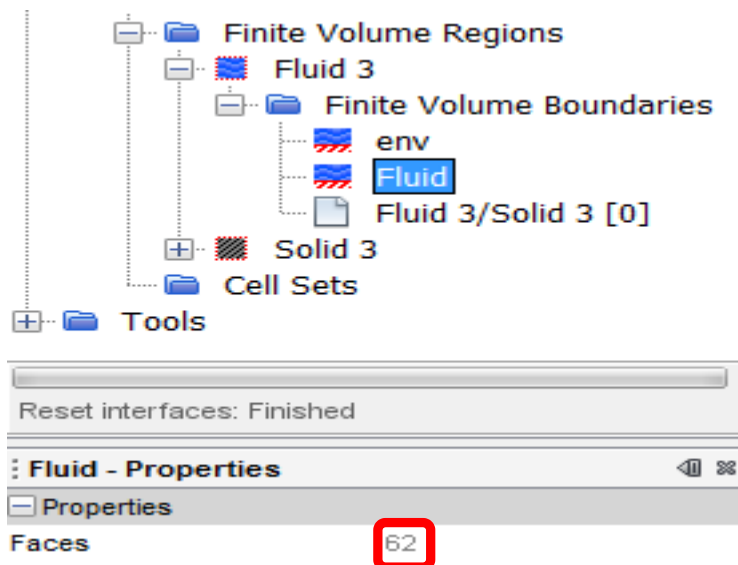 Finite Volume Regions
Fluid 3
Finite Volume Boundaries
env
Fluid
Fluid 3/Solid 3 [0]
Solid 3
Cell Sets
Tools
Reset interfaces: Finished
Fluid - Properties
Properties
Faces 62